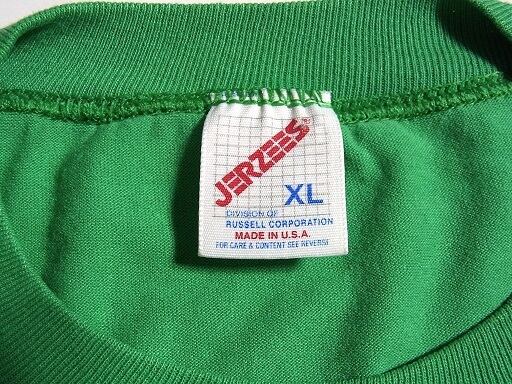 JERZEES®
XL
DIVISION OF
RUSSELL CORPORATION
MADE IN U.S.A.
FOR CARE & CONTENT SEE REVERSE